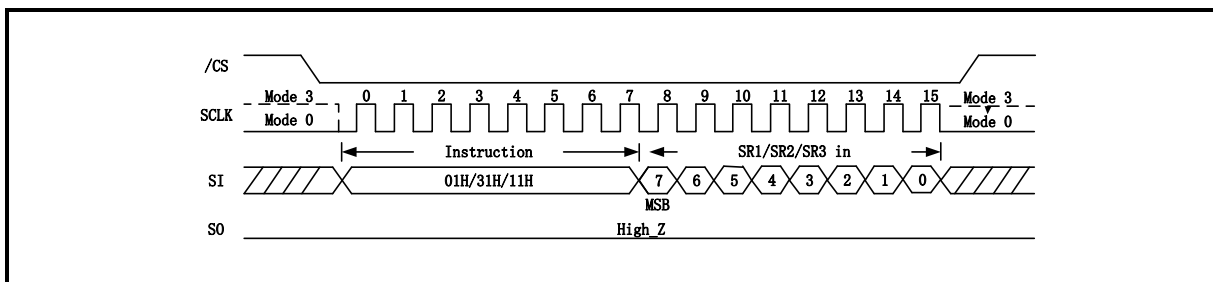 /CS
Mode 3 0 1 2 3 4 5 6 7 8 9 10 11 12 13 14 15 Mode 3
SCLK
Mode 0 Mode 0
Instruction SR1/SR2/SR3 in
SI 01H/31H/11H 7 6 5 4 3 2 1 0
MSB
SO High_Z